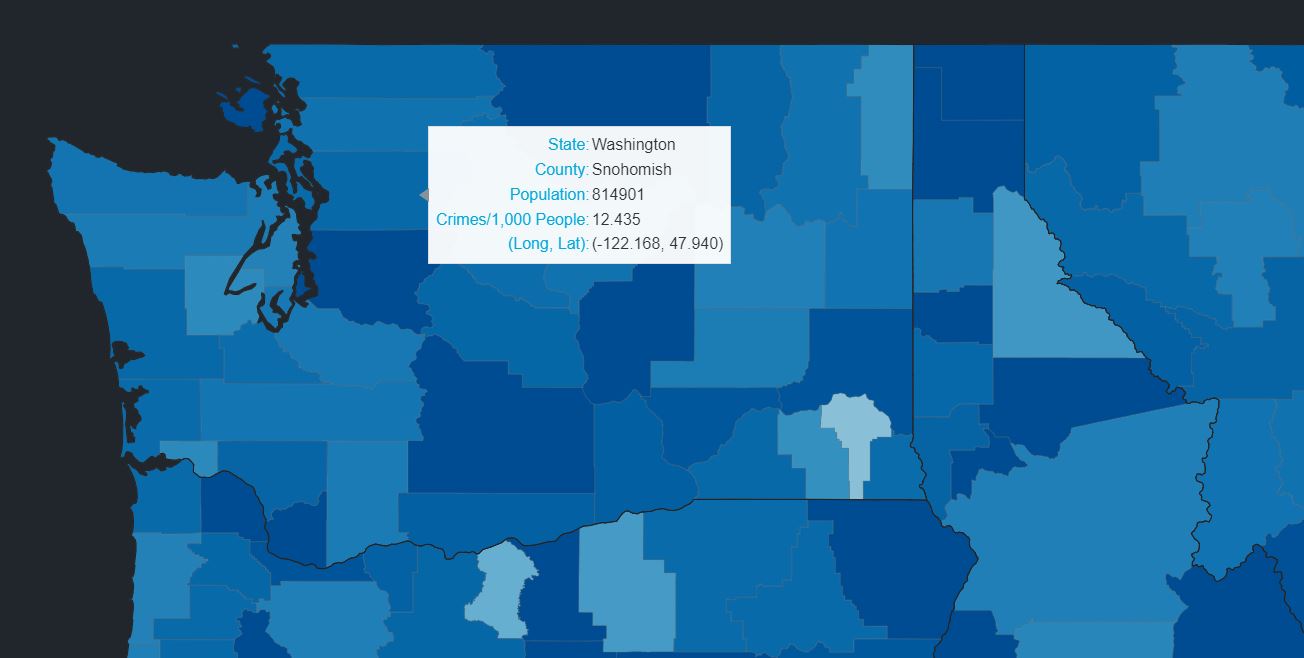 State: Washington
County: Snohomish
Population: 814901
Crimes/1,000 People: 12.435
(Long, Lat): (-122.168, 47.940)